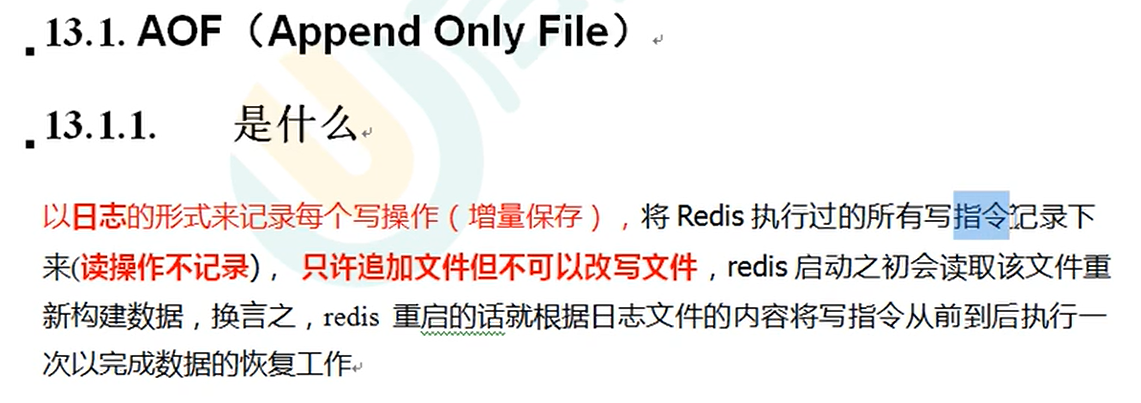 13.1. AOF（Append Only File）
13.1.1. 是什么
以日志的形式来记录每个写操作（增量保存），将 Redis 执行过的所有写指令记录下
来(读操作不记录)， 只许追加文件但不可以改写文件，redis 启动之初会读取该文件重
新构建数据，换言之，redis 重启的话就根据日志文件的内容将写指令从前到后执行一
次以完成数据的恢复工作